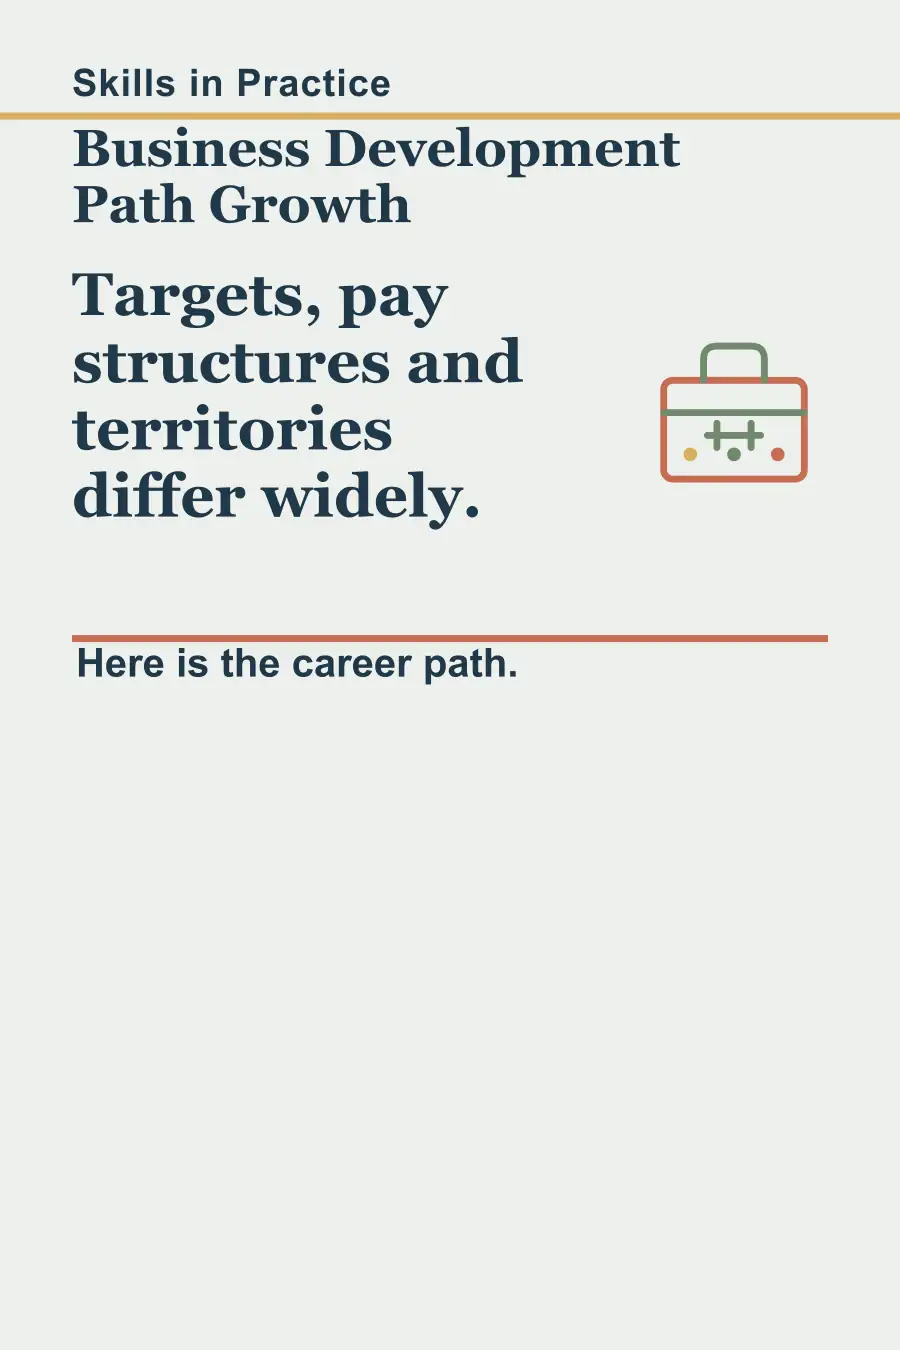 Skills in Practice
Business Development
Path Growth
Targets, pay
structures and
territories
differ widely.
Here is the career path.